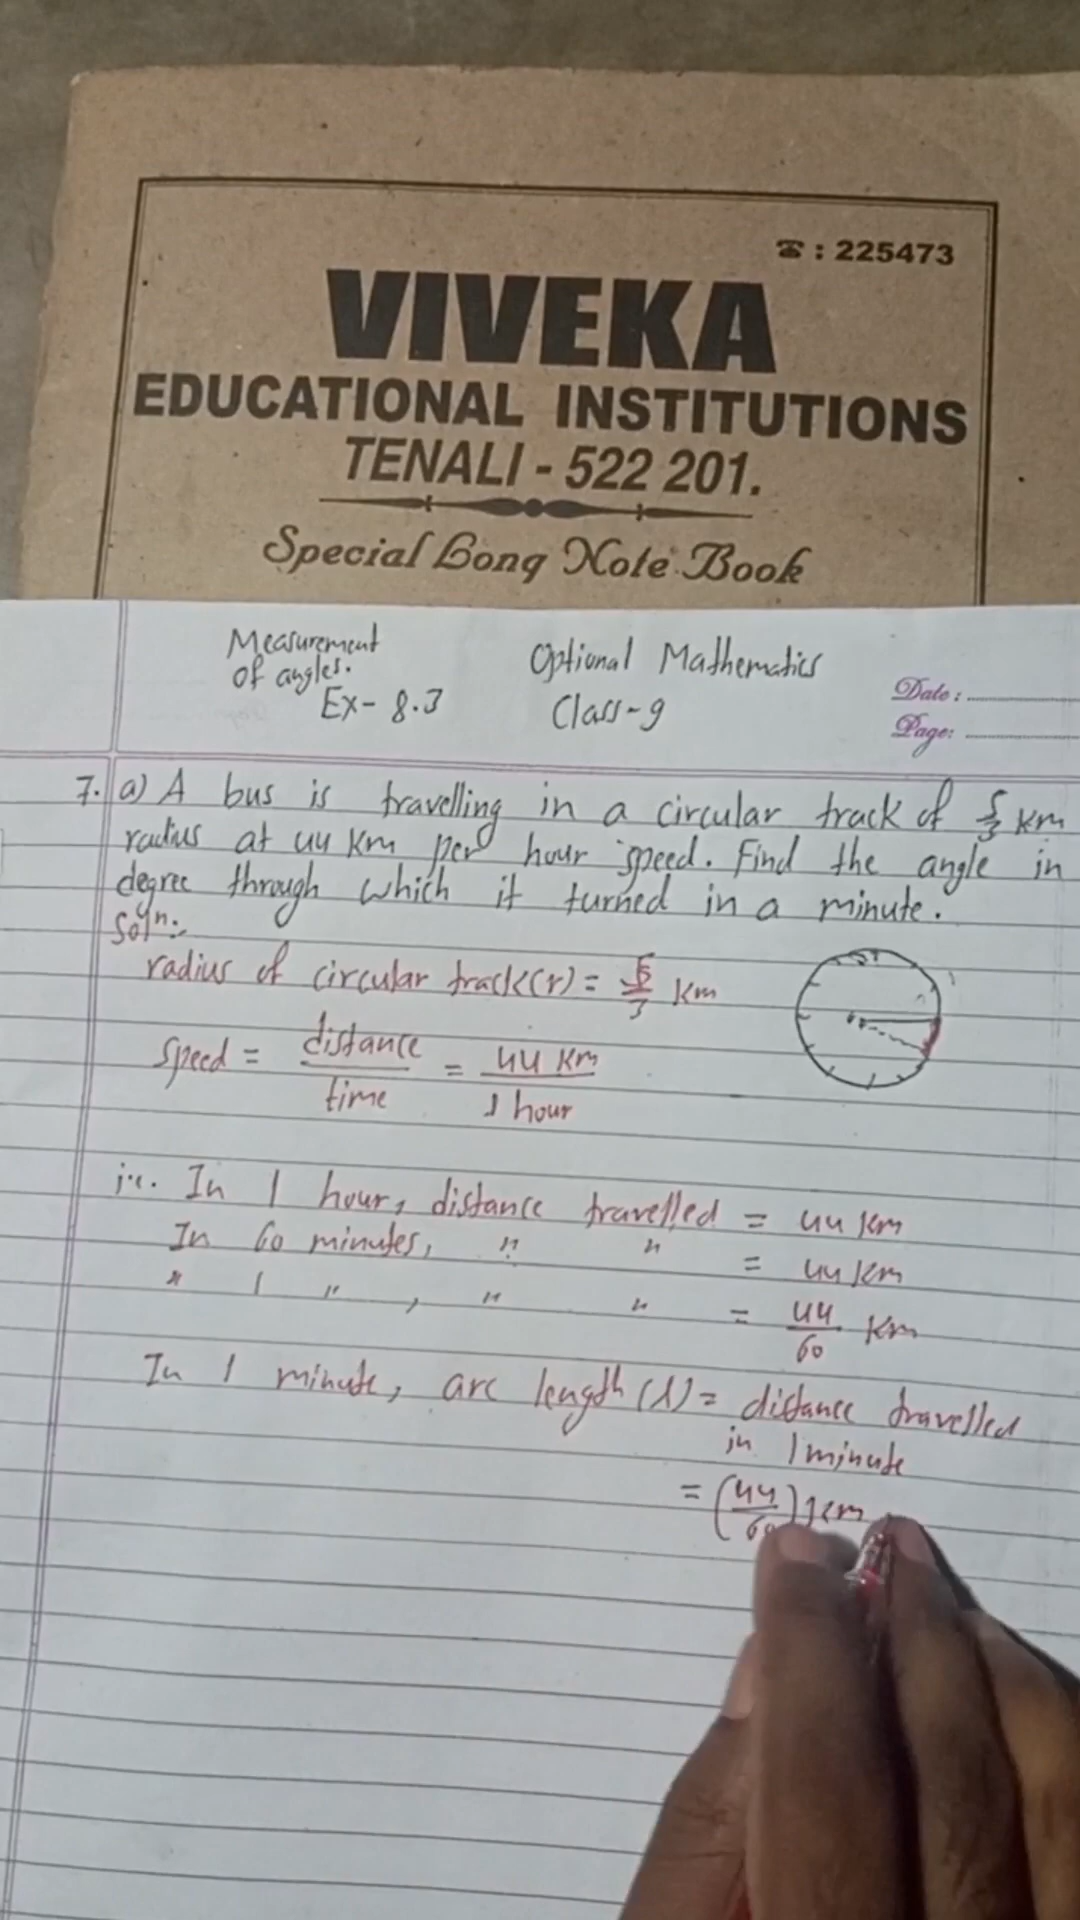 ☎ : 225473
VIVEKA
EDUCATIONAL INSTITUTIONS
TENALI - 522 201.
Special Long Note Book
Measurement
of angles.
Ex- 8.3
Optional Mathematics
Class-9
Date :
Page:
7. a) A bus is travelling in a circular track of 5/3 km
radius at 44 km per hour speed. Find the angle in
degree through which it turned in a minute.
Soln:-
radius of circular track(r) = 5/3 km
Speed = distance/time = 44 km/1 hour
i.e. In 1 hour, distance travelled = 44 km
In 60 minutes, " " = 44 km
" 1 " , " " = 44/60 km
In 1 minute, arc length (l) = distance travelled
in 1 minute
= (44/60) km